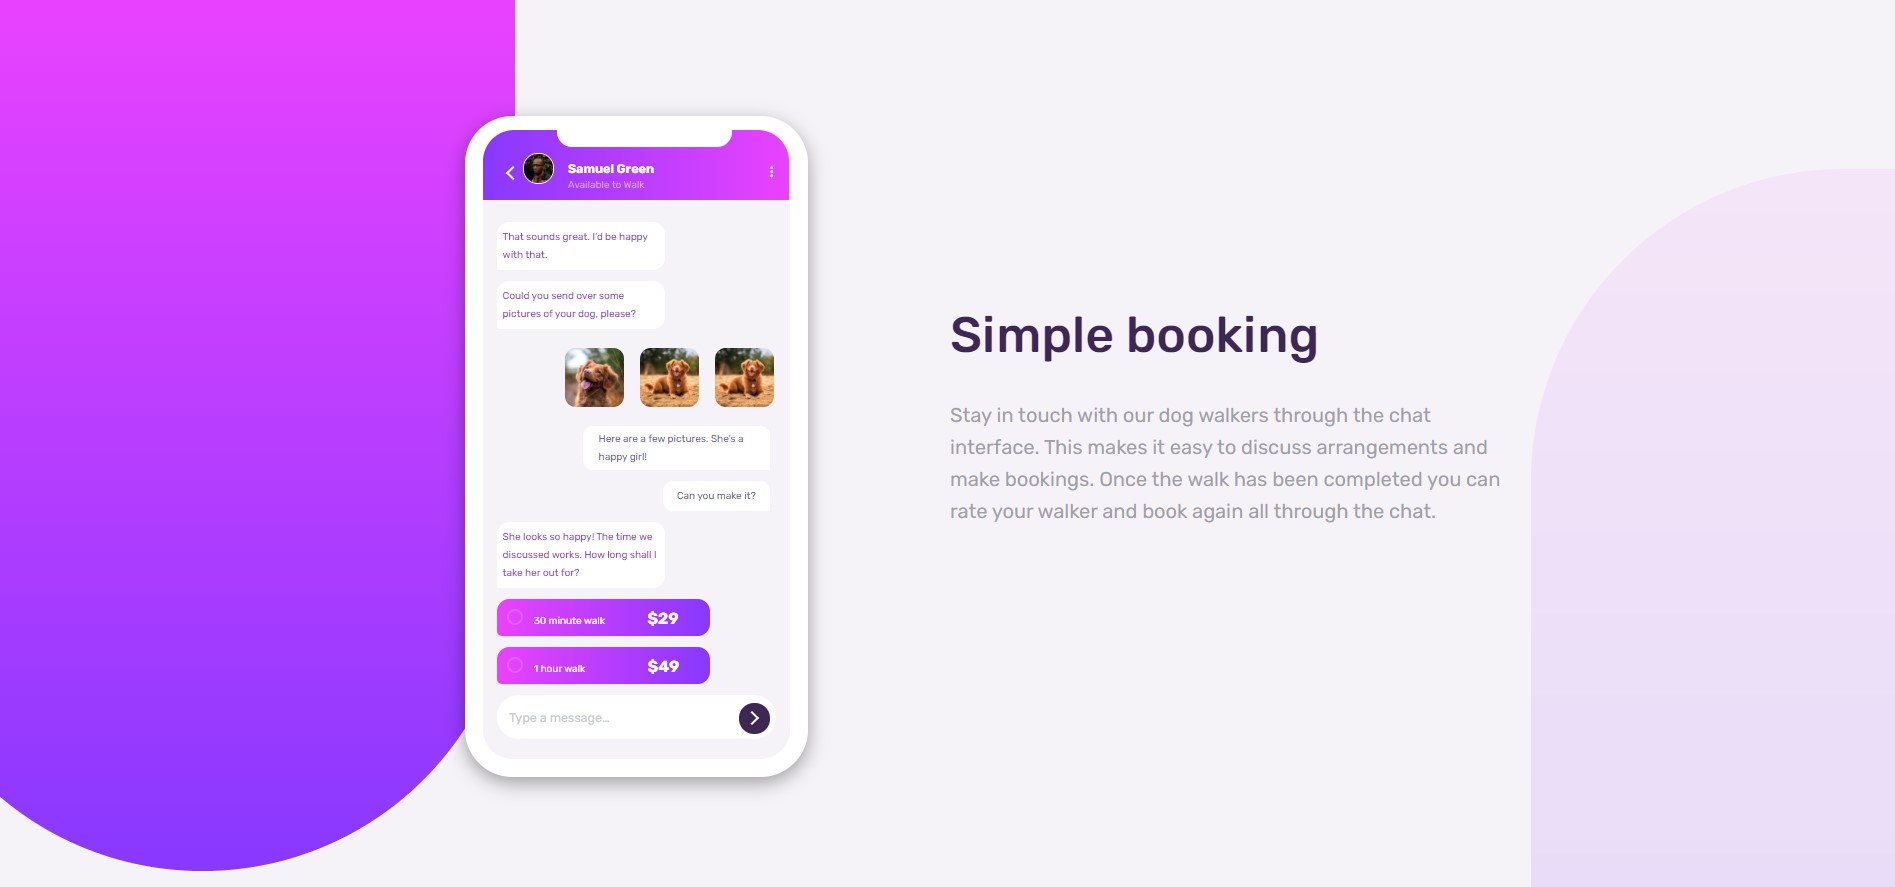 Samuel Green
Available to Walk
That sounds great. I'd be happy
with that.
Could you send over some
pictures of your dog, please?
Here are a few pictures. She's a
happy girl!
Can you make it?
She looks so happy! The time we
discussed works. How long shall I
take her out for?
30 minute walk $29
1 hour walk $49
Type a message…
Simple booking
Stay in touch with our dog walkers through the chat
interface. This makes it easy to discuss arrangements and
make bookings. Once the walk has been completed you can
rate your walker and book again all through the chat.